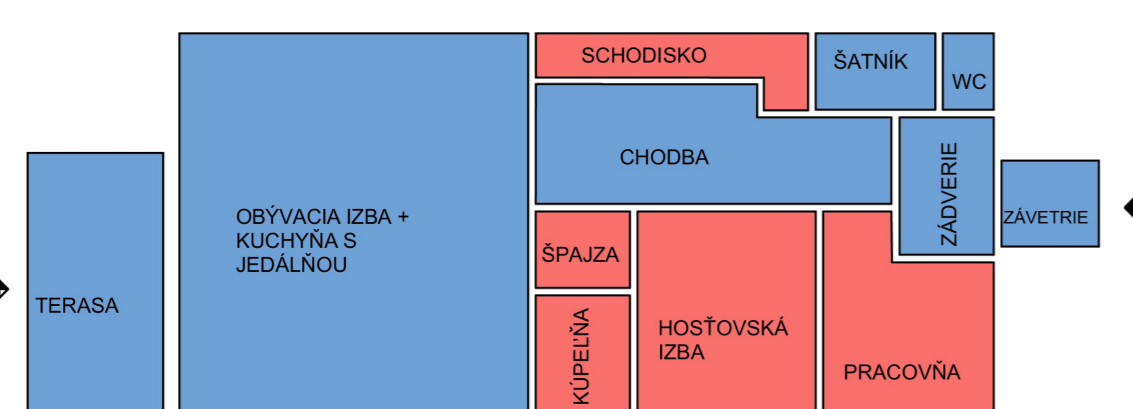 SCHODISKO
ŠATNÍK
WC
CHODBA
ZÁDVERIE
ZÁVETRIE
OBÝVACIA IZBA +
KUCHYŇA S
JEDÁLŇOU
ŠPAJZA
TERASA
KÚPEĽŇA
HOSŤOVSKÁ
IZBA
PRACOVŇA